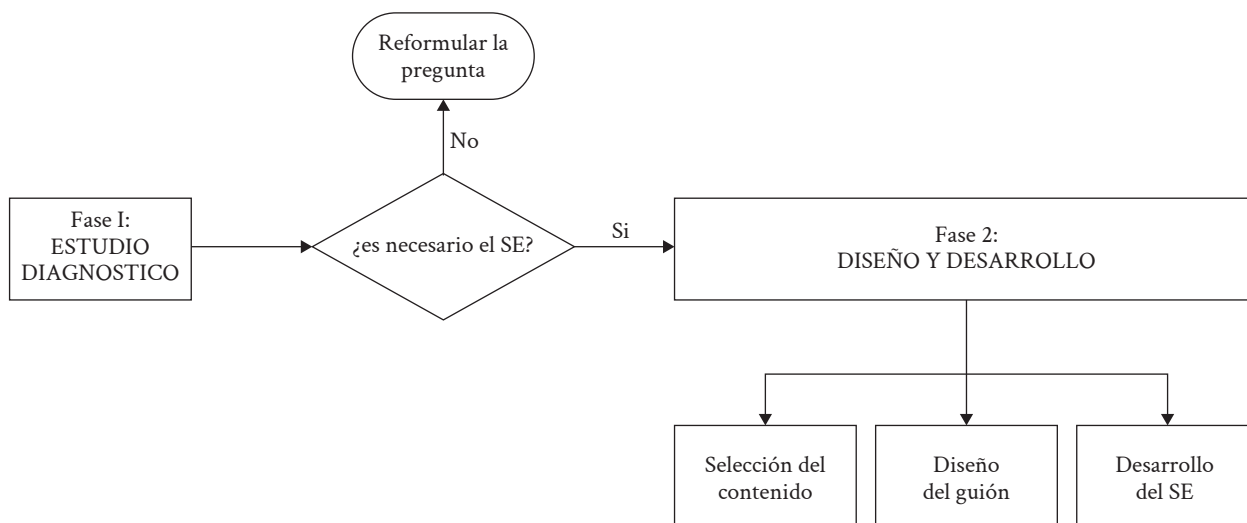 Reformular la
pregunta
No
Fase I:
ESTUDIO
DIAGNOSTICO
¿es necesario el SE?
Si
Fase 2:
DISEÑO Y DESARROLLO
Selección del
contenido
Diseño
del guión
Desarrollo
del SE